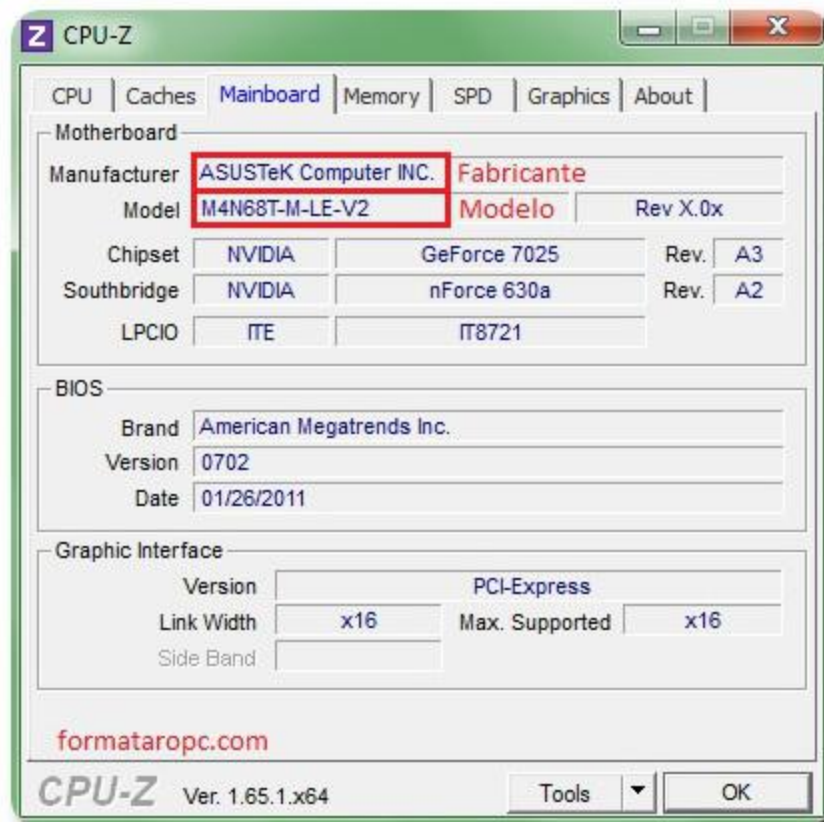 Z CPU-Z
CPU Caches Mainboard Memory SPD Graphics About
Motherboard
Manufacturer ASUSTeK Computer INC. Fabricante
Model M4N68T-M-LE-V2 Modelo Rev X.0x
Chipset NVIDIA GeForce 7025 Rev. A3
Southbridge NVIDIA nForce 630a Rev. A2
LPCIO ITE IT8721
BIOS
Brand American Megatrends Inc.
Version 0702
Date 01/26/2011
Graphic Interface
Version PCI-Express
Link Width x16 Max. Supported x16
Side Band
formataropc.com
CPU-Z Ver. 1.65.1.x64 Tools OK